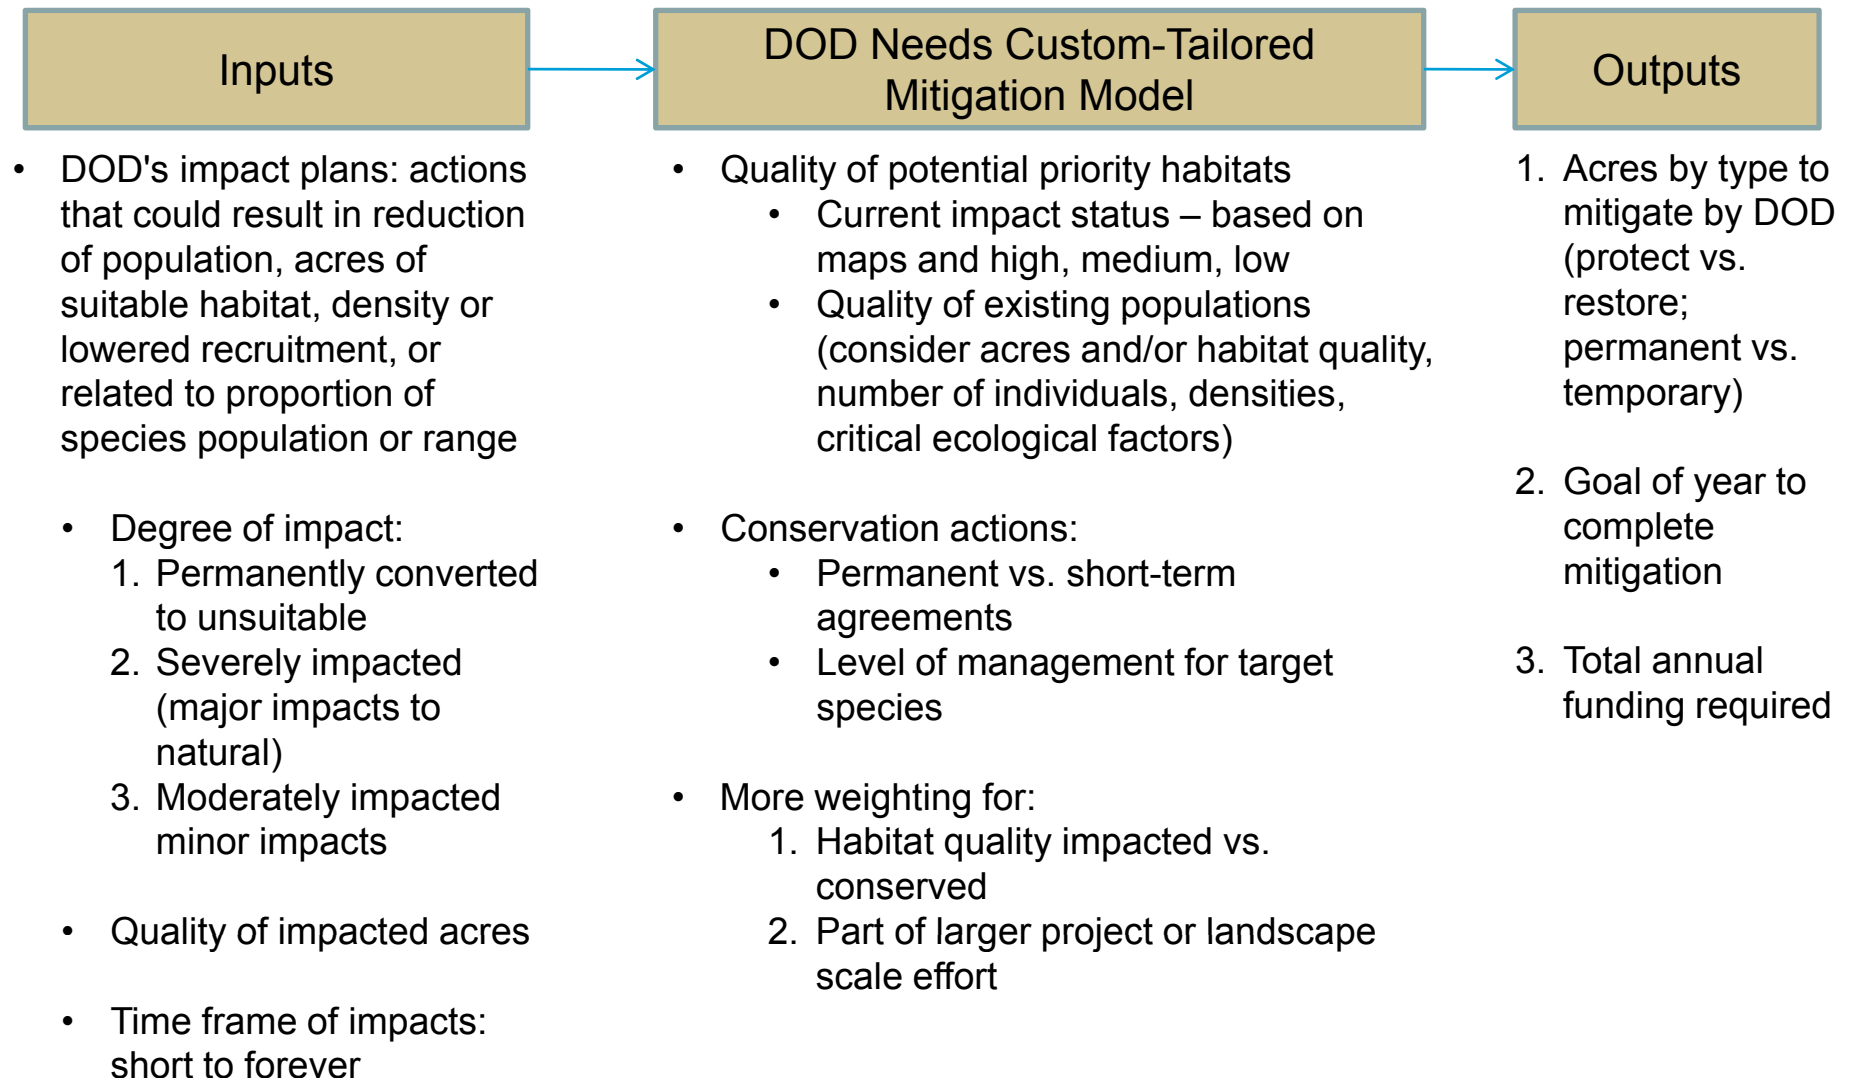 Inputs
DOD Needs Custom-Tailored
Mitigation Model
Outputs
• DOD's impact plans: actions
that could result in reduction
of population, acres of
suitable habitat, density or
lowered recruitment, or
related to proportion of
species population or range
• Degree of impact:
1. Permanently converted
to unsuitable
2. Severely impacted
(major impacts to
natural)
3. Moderately impacted
minor impacts
• Quality of impacted acres
• Time frame of impacts:
short to forever
• Quality of potential priority habitats
• Current impact status – based on
maps and high, medium, low
• Quality of existing populations
(consider acres and/or habitat quality,
number of individuals, densities,
critical ecological factors)
• Conservation actions:
• Permanent vs. short-term
agreements
• Level of management for target
species
• More weighting for:
1. Habitat quality impacted vs.
conserved
2. Part of larger project or landscape
scale effort
1. Acres by type to
mitigate by DOD
(protect vs.
restore;
permanent vs.
temporary)
2. Goal of year to
complete
mitigation
3. Total annual
funding required